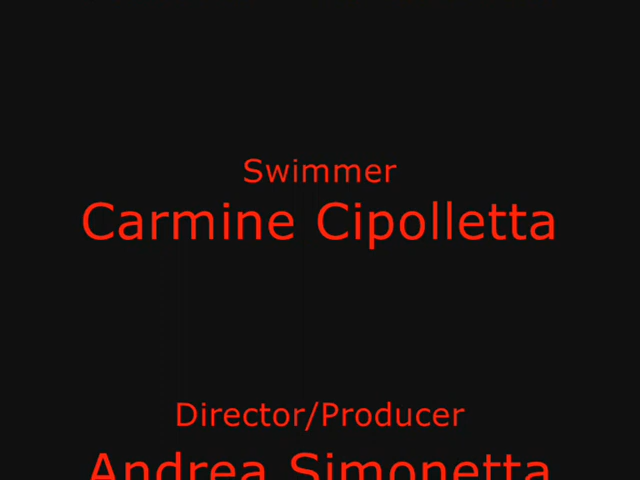 Swimmer
Carmine Cipolletta
Director/Producer
Andrea Simonetta